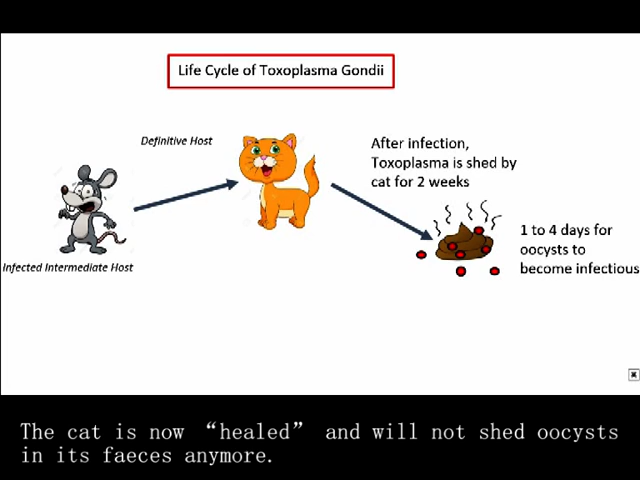 Life Cycle of Toxoplasma Gondii
Definitive Host
After infection,
Toxoplasma is shed by
cat for 2 weeks
1 to 4 days for
oocysts to
become infectious
Infected Intermediate Host
The cat is now “healed” and will not shed oocysts
in its faeces anymore.